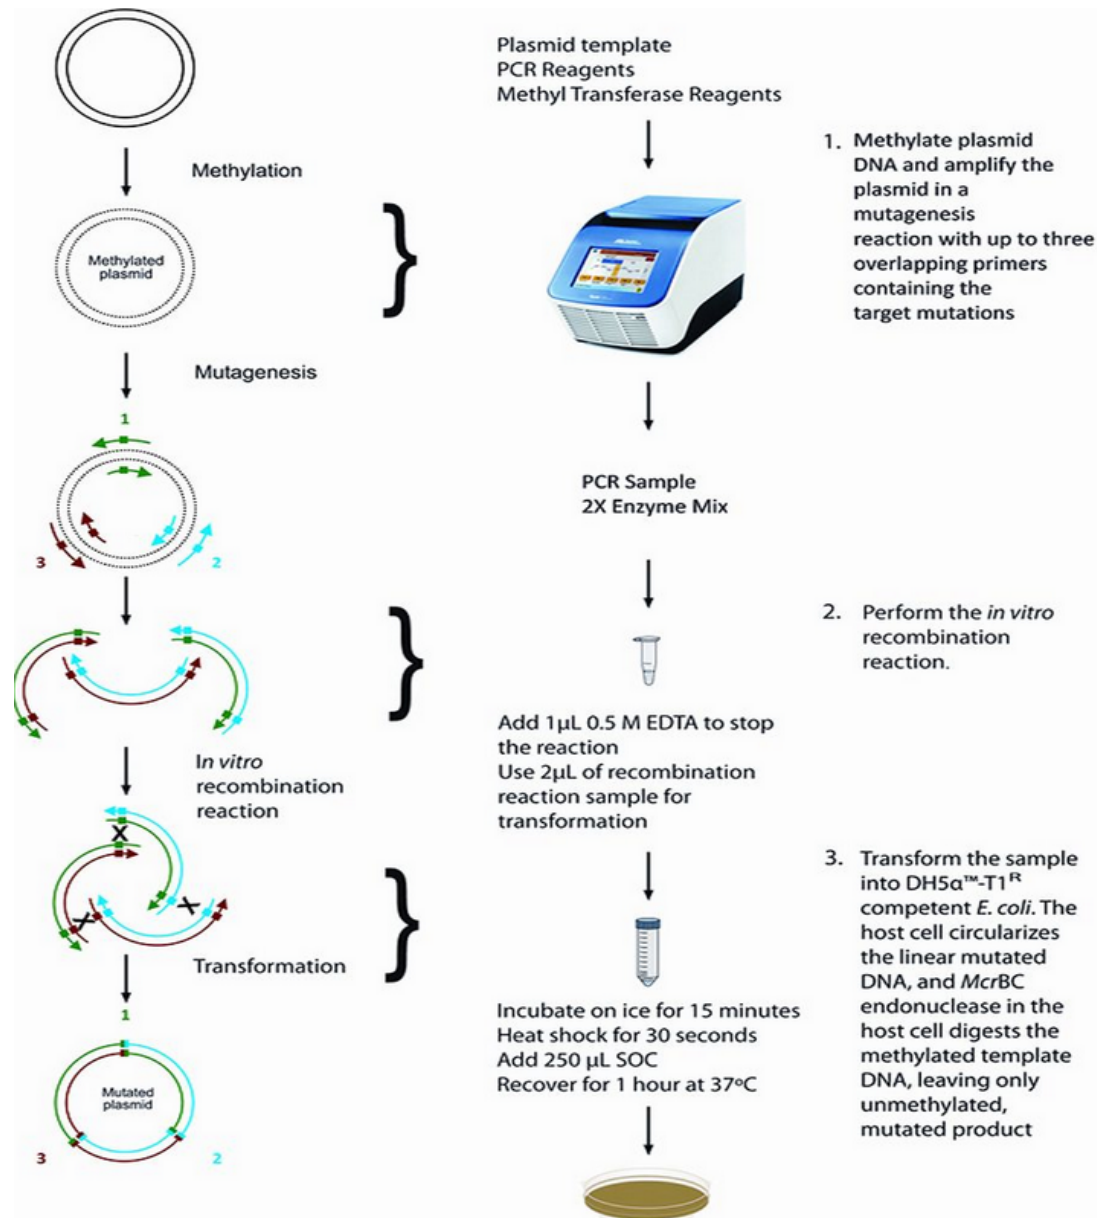 Plasmid template
PCR Reagents
Methyl Transferase Reagents
Methylation
Methylated
plasmid
1. Methylate plasmid
DNA and amplify the
plasmid in a
mutagenesis
reaction with up to three
overlapping primers
containing the
target mutations
Mutagenesis
1
3
2
PCR Sample
2X Enzyme Mix
2. Perform the in vitro
recombination
reaction.
In vitro
recombination
reaction
Add 1µL 0.5 M EDTA to stop
the reaction
Use 2µL of recombination
reaction sample for
transformation
X
X
X
Transformation
3. Transform the sample
into DH5α™-T1ᴿ
competent E. coli. The
host cell circularizes
the linear mutated
DNA, and McrBC
endonuclease in the
host cell digests the
methylated template
DNA, leaving only
unmethylated,
mutated product
Incubate on ice for 15 minutes
Heat shock for 30 seconds
Add 250 µL SOC
Recover for 1 hour at 37ºC
1
Mutated
plasmid
3
2